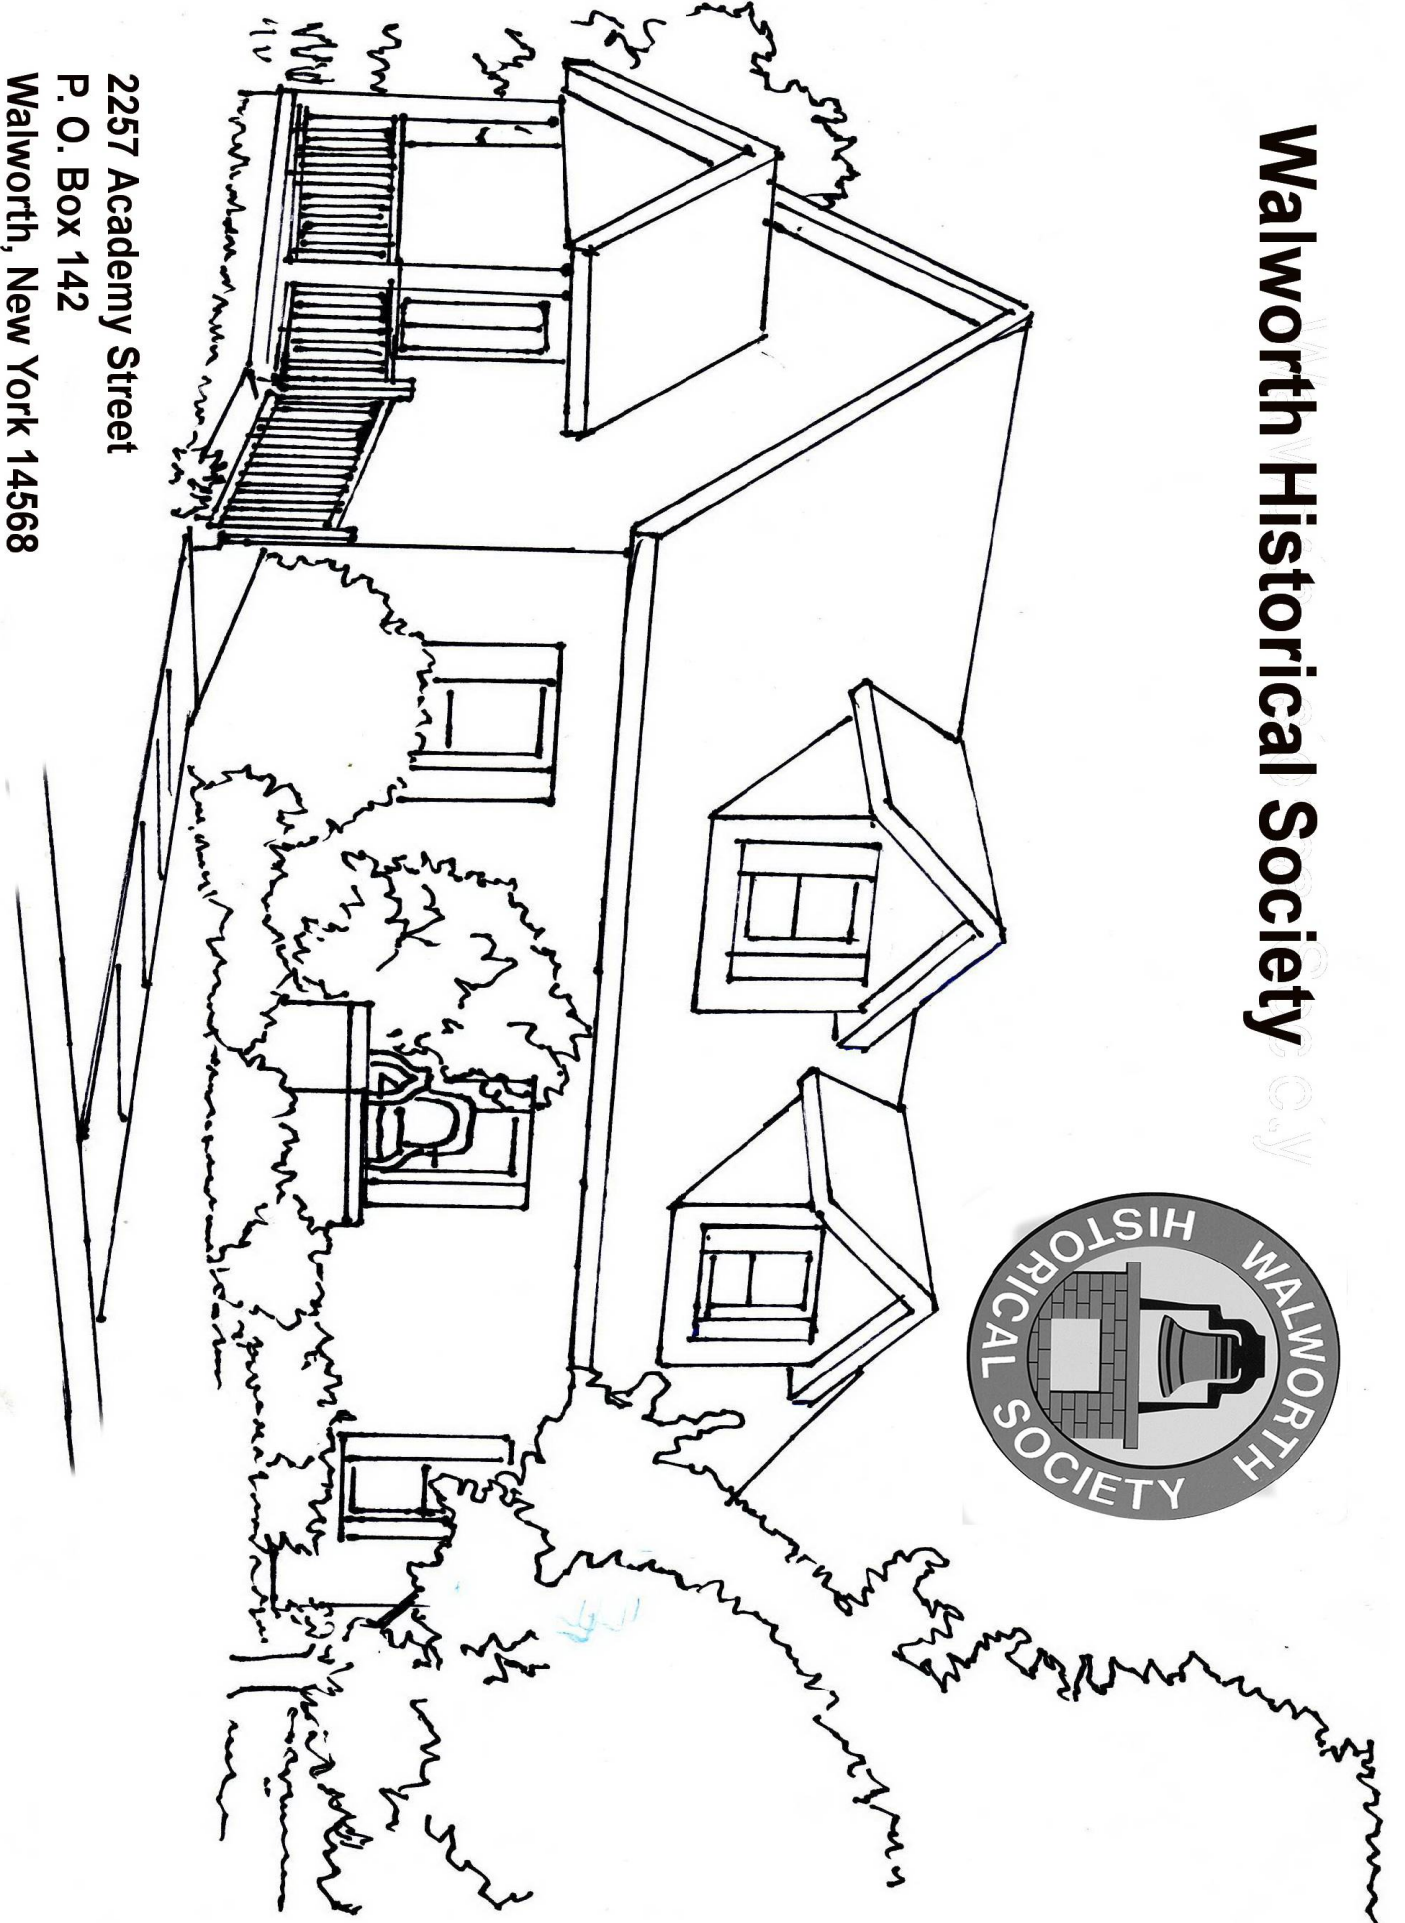 Walworth Historical Society
WALWORTH
HISTORICAL SOCIETY
2257 Academy Street
P. O. Box 142
Walworth, New York 14568